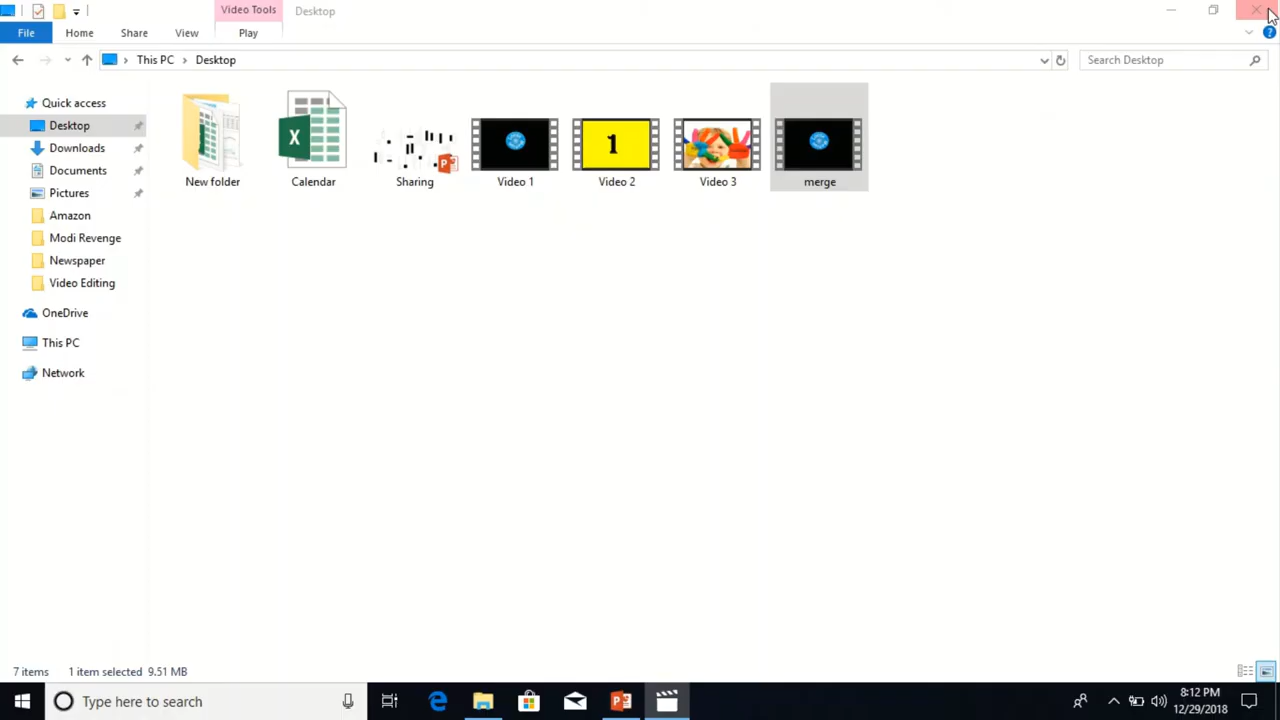 Video Tools
Desktop
File
Home
Share
View
Play
This PC
Desktop
Search Desktop
Quick access
Desktop
Downloads
Documents
Pictures
Amazon
Modi Revenge
Newspaper
Video Editing
OneDrive
This PC
Network
New folder
Calendar
Sharing
Video 1
1
Video 2
Video 3
merge
7 items
1 item selected 9.51 MB
Type here to search
8:12 PM
12/29/2018